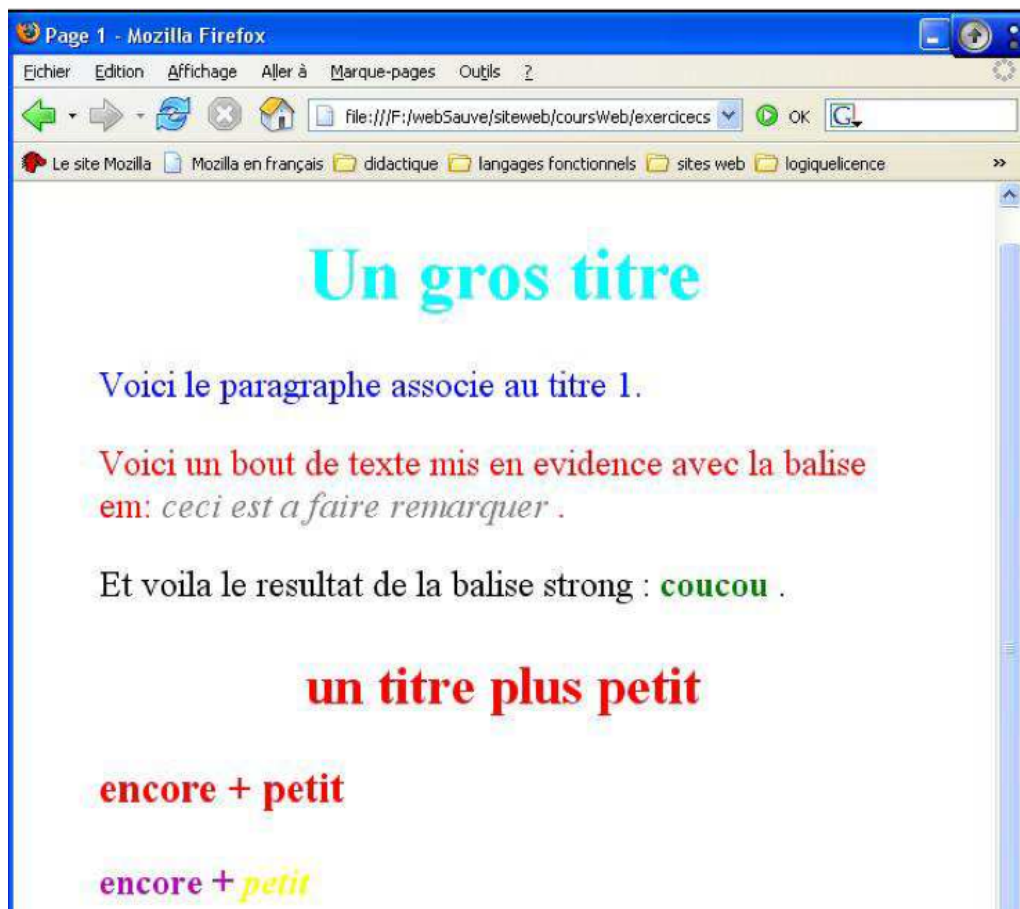 Page 1 - Mozilla Firefox
Fichier Edition Affichage Aller à Marque-pages Outils ?
file:///F:/webSauve/siteweb/coursWeb/exercicecs OK G
Le site Mozilla Mozilla en français didactique langages fonctionnels sites web logiquelicence »
Un gros titre
Voici le paragraphe associe au titre 1.
Voici un bout de texte mis en evidence avec la balise
em: ceci est a faire remarquer .
Et voila le resultat de la balise strong : coucou .
un titre plus petit
encore + petit
encore + petit